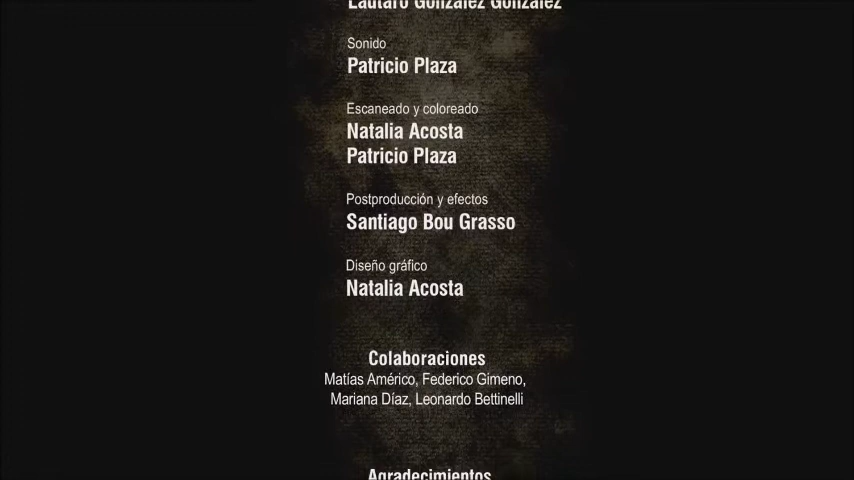 Lautaro González González
Sonido
Patricio Plaza
Escaneado y coloreado
Natalia Acosta
Patricio Plaza
Postproducción y efectos
Santiago Bou Grasso
Diseño gráfico
Natalia Acosta
Colaboraciones
Matías Américo, Federico Gimeno,
Mariana Díaz, Leonardo Bettinelli
Agradecimientos